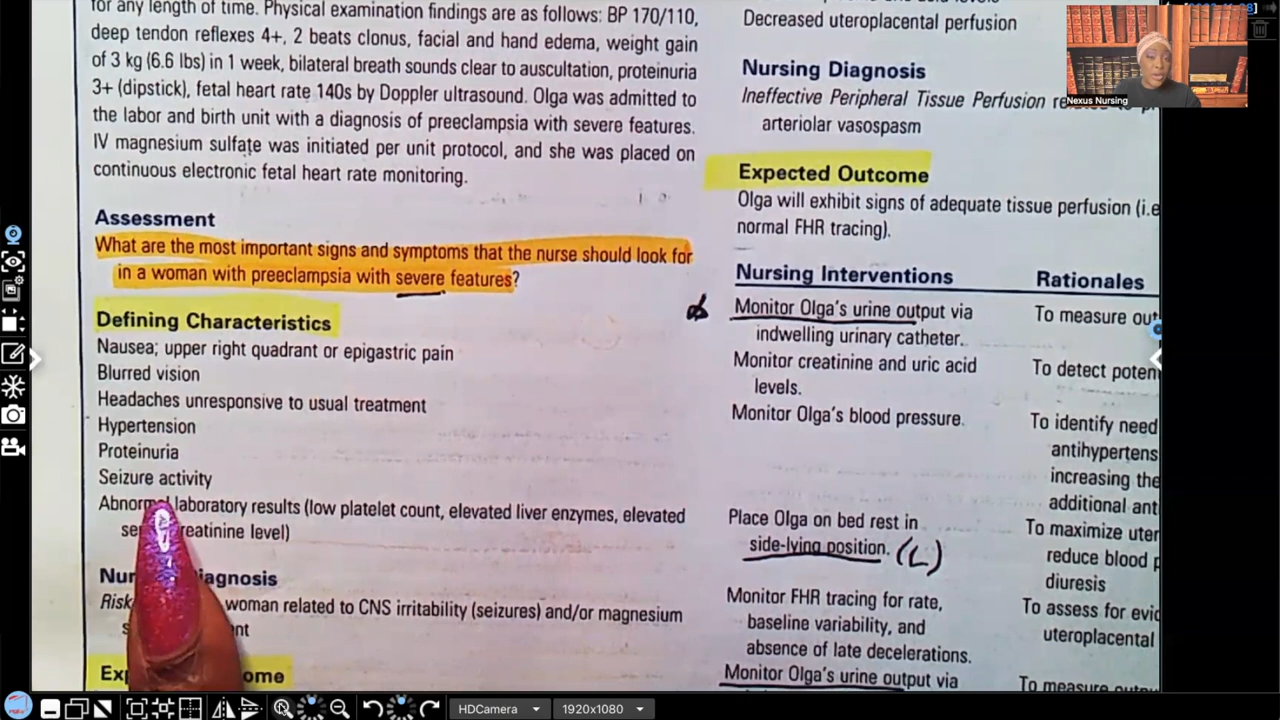 for any length of time. Physical examination findings are as follows: BP 170/110,
deep tendon reflexes 4+, 2 beats clonus, facial and hand edema, weight gain
of 3 kg (6.6 lbs) in 1 week, bilateral breath sounds clear to auscultation, proteinuria
3+ (dipstick), fetal heart rate 140s by Doppler ultrasound. Olga was admitted to
the labor and birth unit with a diagnosis of preeclampsia with severe features.
IV magnesium sulfate was initiated per unit protocol, and she was placed on
continuous electronic fetal heart rate monitoring.
Assessment
What are the most important signs and symptoms that the nurse should look for
in a woman with preeclampsia with severe features?
Defining Characteristics
Nausea; upper right quadrant or epigastric pain
Blurred vision
Headaches unresponsive to usual treatment
Hypertension
Proteinuria
Seizure activity
Abnormal laboratory results (low platelet count, elevated liver enzymes, elevated
level)
Diagnosis
Risk woman related to CNS irritability (seizures) and/or magnesium
Decreased uteroplacental perfusion
Nursing Diagnosis
Ineffective Peripheral Tissue Perfusion
arteriolar vasospasm
Expected Outcome
Olga will exhibit signs of adequate tissue perfusion (i.e
normal FHR tracing).
Nursing Interventions Rationales
Monitor Olga's urine output via To measure out
indwelling urinary catheter.
Monitor creatinine and uric acid To detect poten
levels.
Monitor Olga's blood pressure. To identify need
antihypertens
increasing the
additional ant
Place Olga on bed rest in To maximize uter
side-lying position. (L) reduce blood p
diuresis
Monitor FHR tracing for rate, To assess for evid
baseline variability, and uteroplacental
absence of late decelerations.
Monitor Olga's urine output via To measure
Nexus Nursing
HDCamera 1920x1080